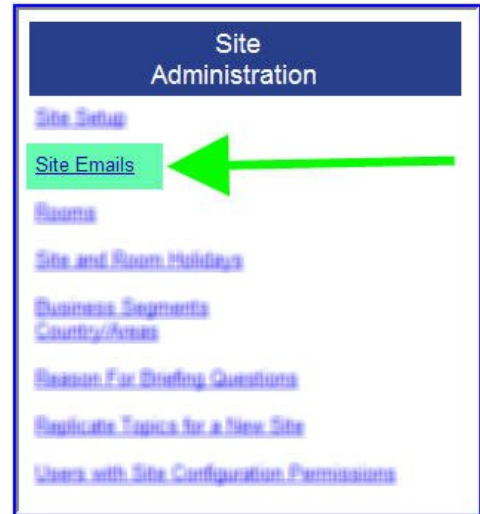 Site
Administration
Site Setup
Site Emails
Rooms
Site and Room Holidays
Business Segments
Country/Areas
Reason For Briefing Questions
Replicate Topics for a New Site
Users with Site Configuration Permissions